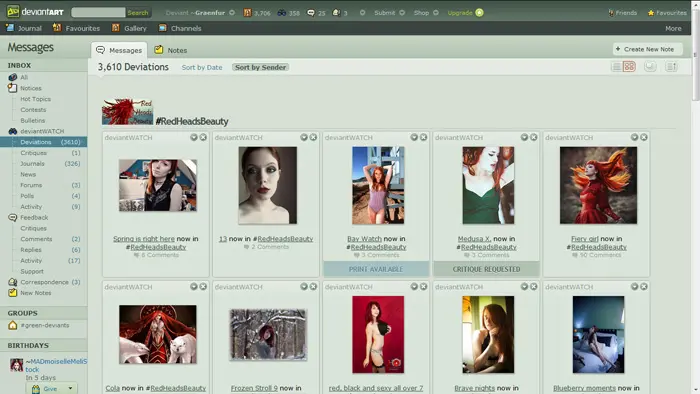 deviantART
Search
Deviant ~Greenfur
3,706
358
25
3
Submit
Shop
Upgrade
Friends
Favourites
Journal
Favourites
Gallery
Channels
More
Messages
INBOX
All
Notices
Hot Topics
Contests
Bulletins
deviantWATCH
Deviations (3610)
Critiques (1)
Journals (326)
News
Forums (3)
Polls (4)
Activity (9)
Feedback
Critiques
Comments (2)
Replies (6)
Activity (17)
Support
Correspondence (3)
New Notes
GROUPS
#green-deviants
BIRTHDAYS
~MADmoiselleMeliS
tock
In 5 days
Give
Messages
Notes
+ Create New Note
3,610 Deviations
Sort by Date
Sort by Sender
Red
Heads
Beauty
#RedHeadsBeauty
deviantWATCH
Spring is right here now in
#RedHeadsBeauty
6 Comments
deviantWATCH
13 now in #RedHeadsBeauty
2 Comments
deviantWATCH
Bay Watch now in
#RedHeadsBeauty
3 Comments
PRINT AVAILABLE
deviantWATCH
Medusa X. now in
#RedHeadsBeauty
3 Comments
CRITIQUE REQUESTED
deviantWATCH
Fiery girl now in
#RedHeadsBeauty
90 Comments
deviantWATCH
Cola now in #RedHeadsBeauty
deviantWATCH
Frozen Stroll 9 now in
deviantWATCH
red, black and sexy all over 7
deviantWATCH
Brave nights now in
deviantWATCH
Blueberry moments now in